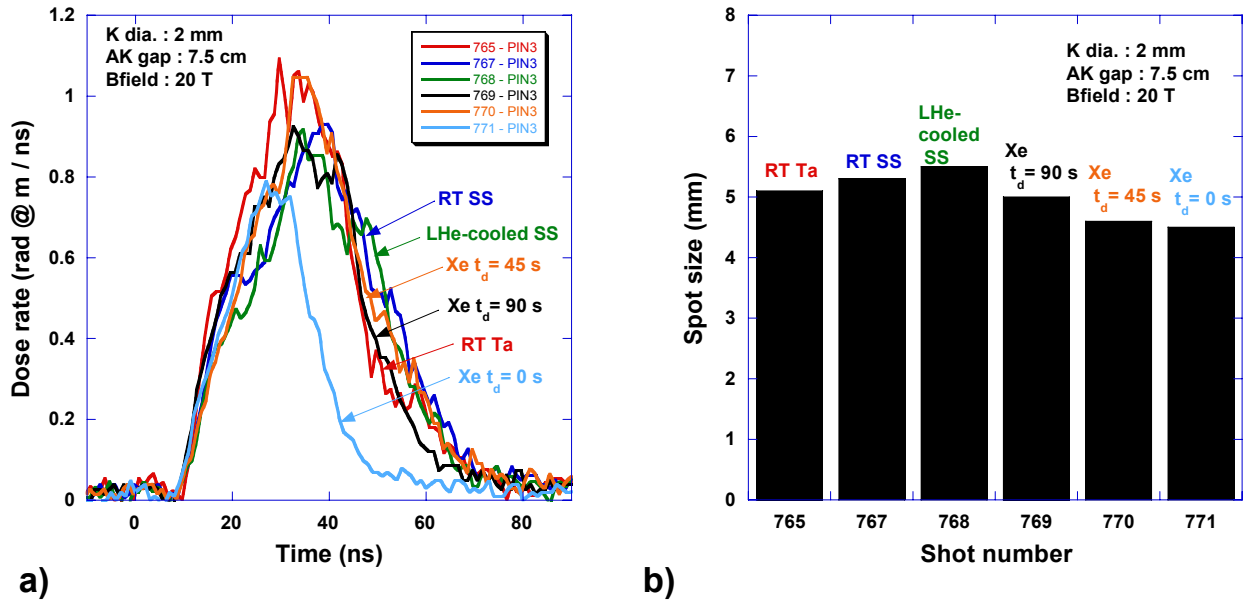 K dia. : 2 mm
AK gap : 7.5 cm
Bfield : 20 T
765 - PIN3
767 - PIN3
768 - PIN3
769 - PIN3
770 - PIN3
771 - PIN3
RT SS
LHe-cooled SS
Xe t_d = 45 s
Xe t_d = 90 s
RT Ta
Xe t_d = 0 s
Dose rate (rad @ m / ns)
1.2
1
0.8
0.6
0.4
0.2
0
0 20 40 60 80
Time (ns)
a)
K dia. : 2 mm
AK gap : 7.5 cm
Bfield : 20 T
LHe-
cooled
SS
RT Ta
RT SS
Xe
t_d = 90 s
Xe
t_d = 45 s
Xe
t_d = 0 s
Spot size (mm)
8
7
6
5
4
3
2
1
0
765 767 768 769 770 771
Shot number
b)